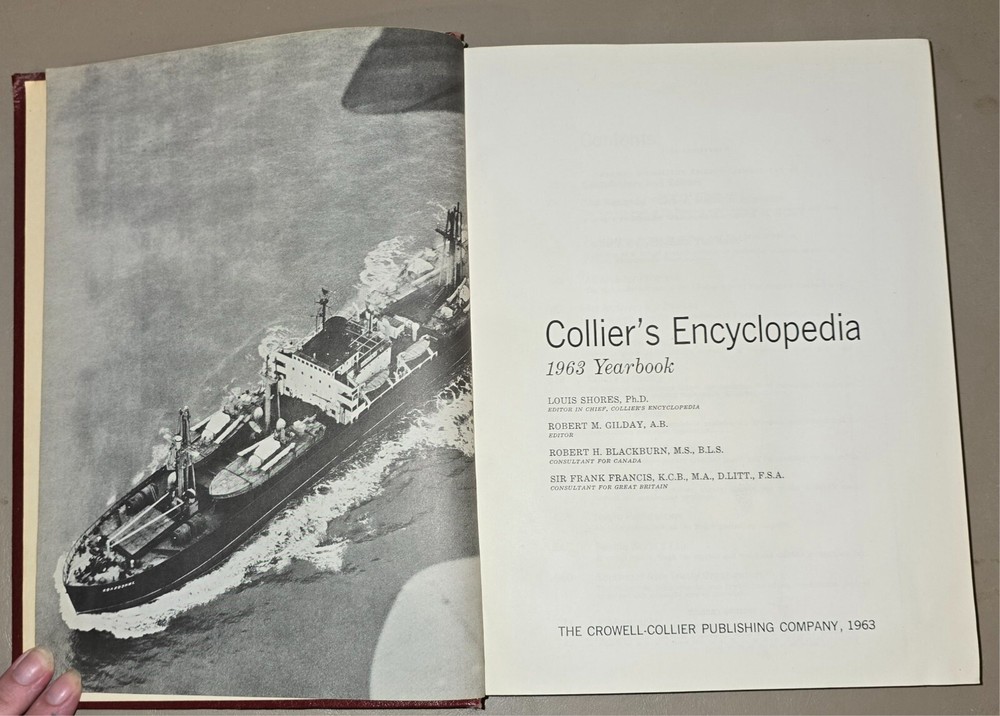 Collier's Encyclopedia
1963 Yearbook
LOUIS SHORES, Ph.D.
EDITOR IN CHIEF, COLLIER'S ENCYCLOPEDIA
ROBERT M. GILDAY, A.B.
EDITOR
ROBERT H. BLACKBURN, M.S., B.L.S.
CONSULTANT FOR CANADA
SIR FRANK FRANCIS, K.C.B., M.A., D.LITT., F.S.A.
CONSULTANT FOR GREAT BRITAIN
THE CROWELL-COLLIER PUBLISHING COMPANY, 1963